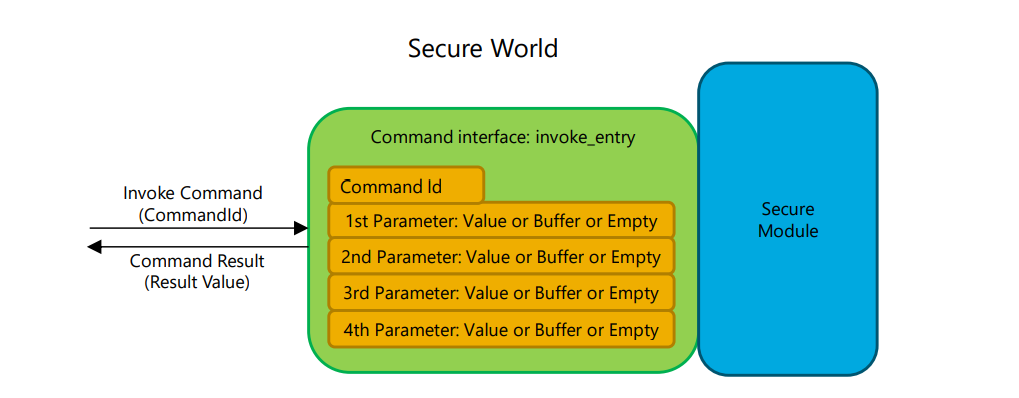 Secure World
Command interface: invoke_entry
Command Id
1st Parameter: Value or Buffer or Empty
2nd Parameter: Value or Buffer or Empty
3rd Parameter: Value or Buffer or Empty
4th Parameter: Value or Buffer or Empty
Invoke Command
(CommandId)
Command Result
(Result Value)
Secure
Module